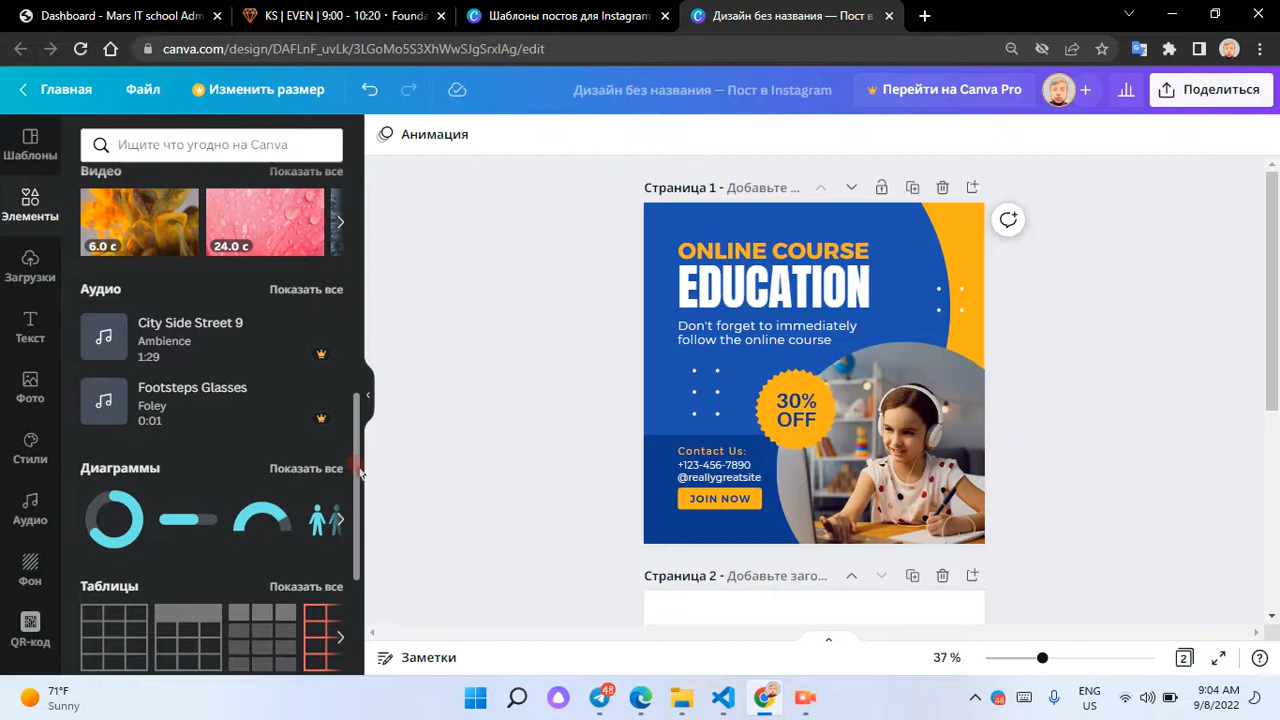 Dashboard - Mars IT school Adm
KS | EVEN | 9:00 - 10:20 · Founda
Шаблоны постов для Instagram
Дизайн без названия — Пост в
canva.com/design/DAFLnF_uvLk/3LGoMo5S3XhWwSJgSrxlAg/edit
Главная
Файл
Изменить размер
Дизайн без названия — Пост в Instagram
Перейти на Canva Pro
Поделиться
Шаблоны
Элементы
Загрузки
Текст
Фото
Стили
Аудио
Фон
QR-код
Ищите что угодно на Canva
Видео
Показать все
6.0 с
24.0 с
Аудио
Показать все
City Side Street 9
Ambience
1:29
Footsteps Glasses
Foley
0:01
Диаграммы
Показать все
Таблицы
Показать все
Анимация
Страница 1 - Добавьте ...
ONLINE COURSE
EDUCATION
Don't forget to immediately
follow the online course
30%
OFF
Contact Us:
+123-456-7890
@reallygreatsite
JOIN NOW
Страница 2 - Добавьте заго...
Заметки
37 %
2
71°F
Sunny
48
48
ENG
US
9:04 AM
9/8/2022